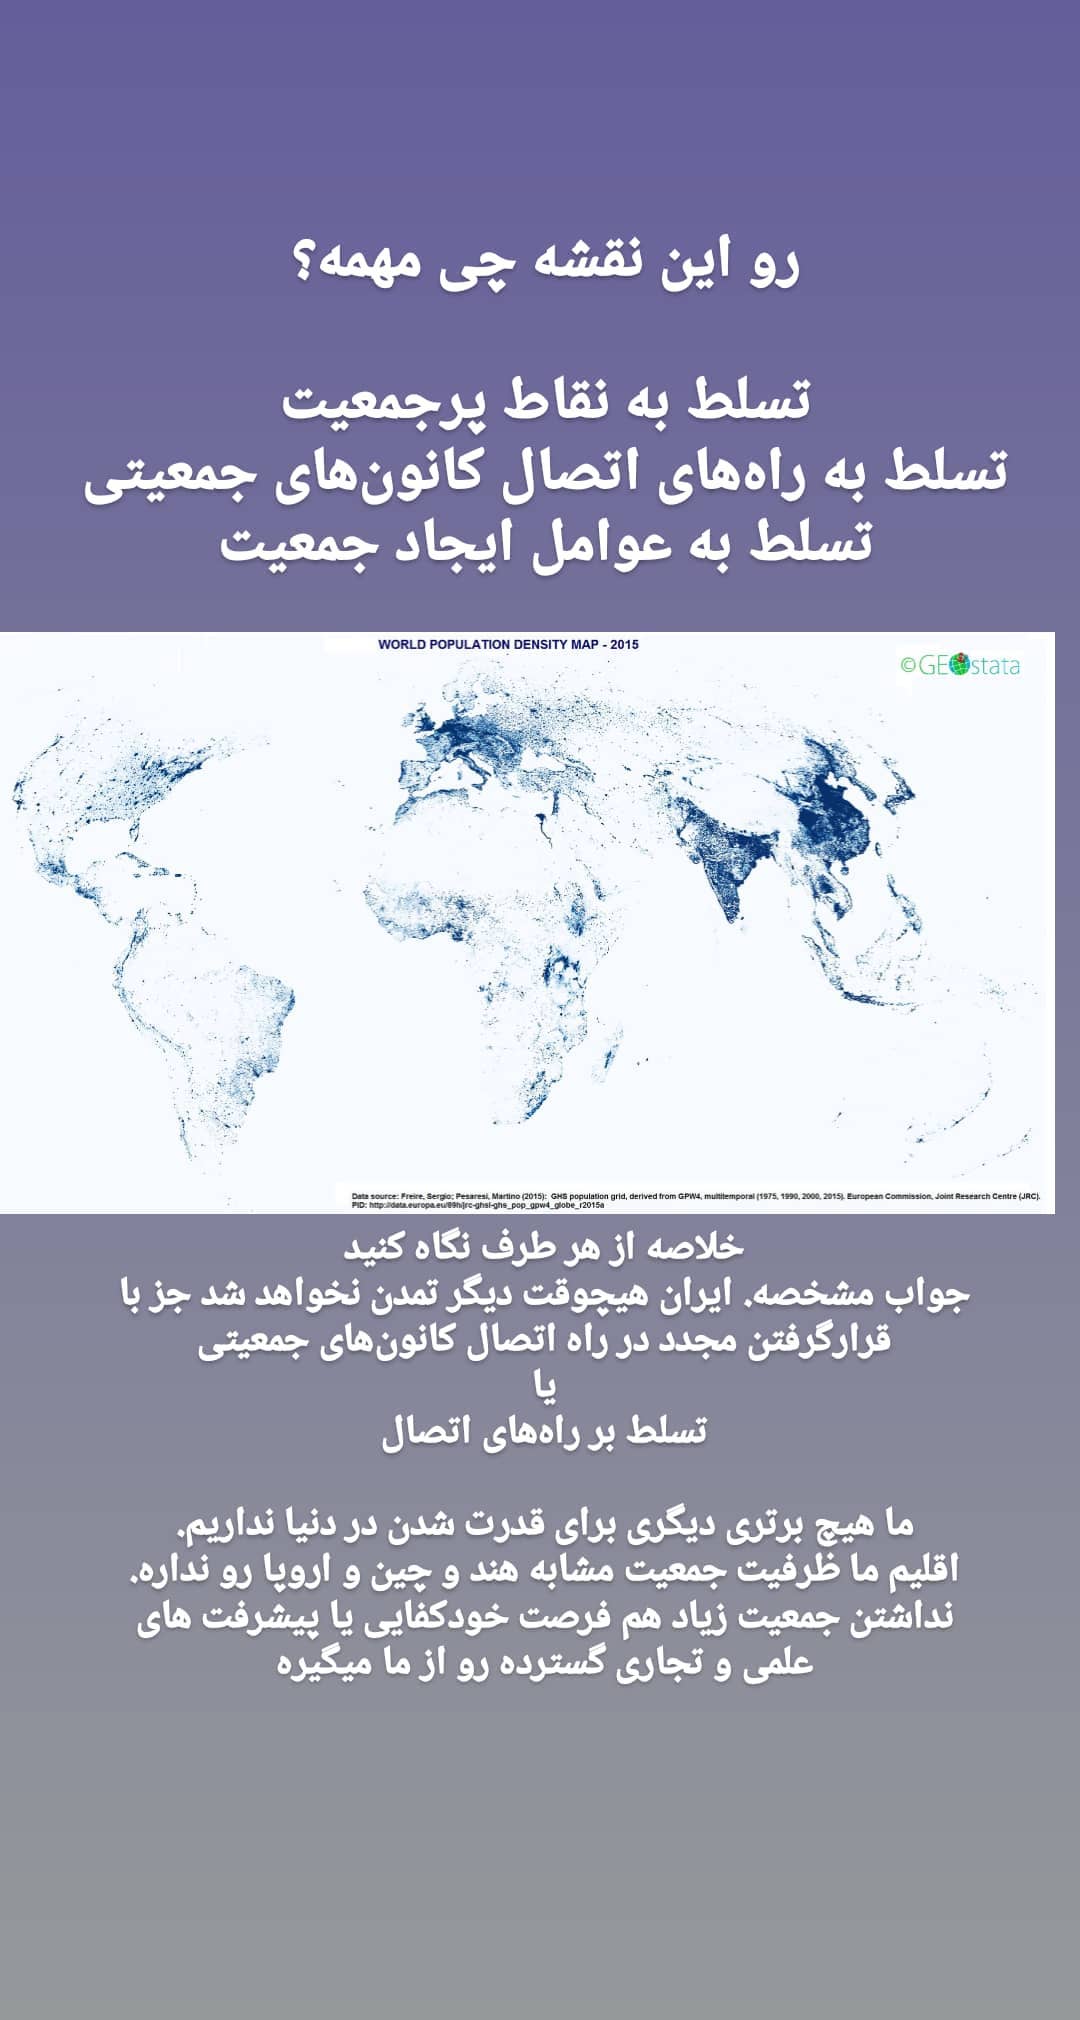 رو این نقشه چی مهمه؟
تسلط به نقاط پرجمعیت
تسلط به راه‌های اتصال کانون‌های جمعیتی
تسلط به عوامل ایجاد جمعیت
WORLD POPULATION DENSITY MAP - 2015
©GEOstata
Data source: Freire, Sergio; Pesaresi, Martino (2015): GHS population grid, derived from GPW4, multitemporal (1975, 1990, 2000, 2015). European Commission, Joint Research Centre (JRC).
PID: http://data.europa.eu/89h/jrc-ghsl-ghs_pop_gpw4_globe_r2015a
خلاصه از هر طرف نگاه کنید
جواب مشخصه. ایران هیچوقت دیگر تمدن نخواهد شد جز با
قرارگرفتن مجدد در راه اتصال کانون‌های جمعیتی
یا
تسلط بر راه‌های اتصال
ما هیچ برتری دیگری برای قدرت شدن در دنیا نداریم.
اقلیم ما ظرفیت جمعیت مشابه هند و چین و اروپا رو نداره.
نداشتن جمعیت زیاد هم فرصت خودکفایی یا پیشرفت های
علمی و تجاری گسترده رو از ما میگیره